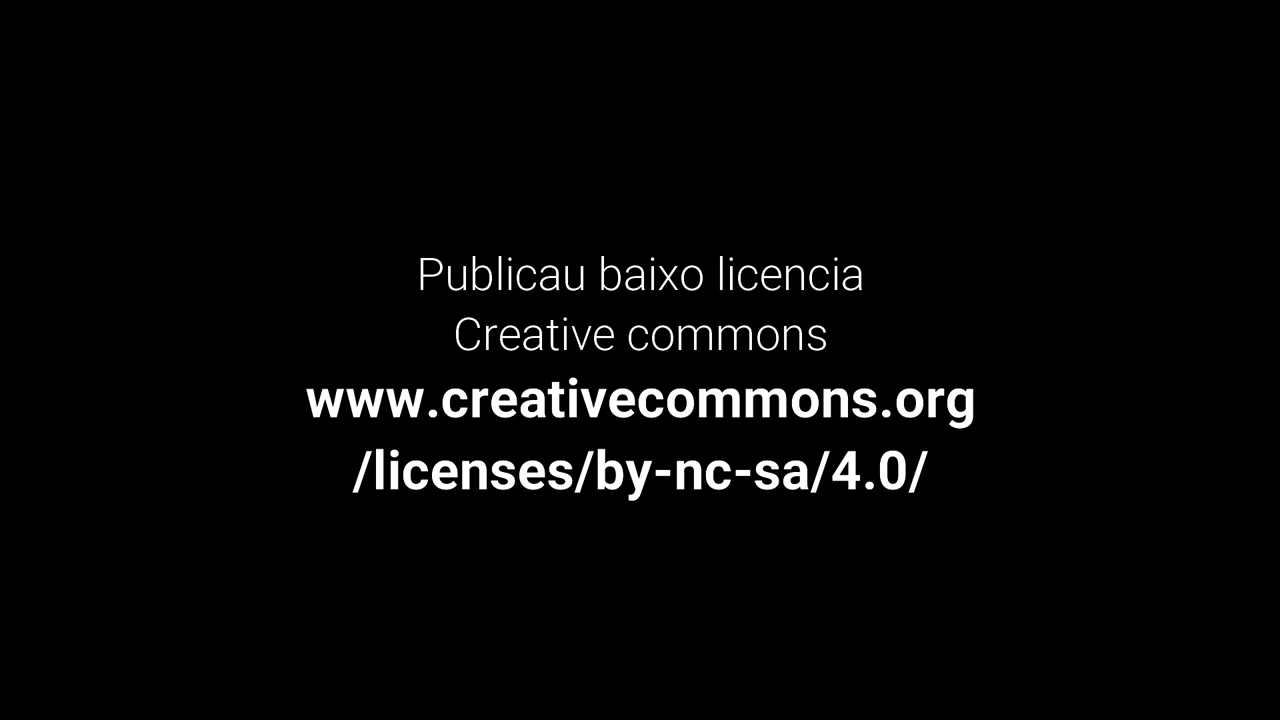 Publicau baixo licencia
Creative commons
www.creativecommons.org
/licenses/by-nc-sa/4.0/